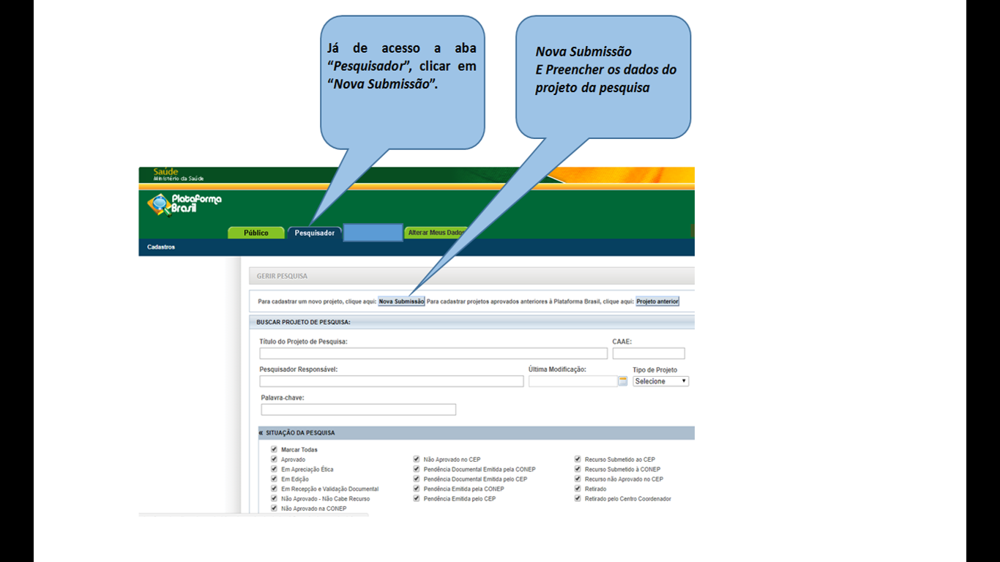 Já de acesso a aba
“Pesquisador”, clicar em
“Nova Submissão”.
Nova Submissão
E Preencher os dados do
projeto da pesquisa
Saúde
Ministério da Saúde
Plataforma
Brasil
Público
Pesquisador
Alterar Meus Dados
Cadastros
GERIR PESQUISA
Para cadastrar um novo projeto, clique aqui: Nova Submissão Para cadastrar projetos aprovados anteriores à Plataforma Brasil, clique aqui: Projeto anterior
BUSCAR PROJETO DE PESQUISA:
Título do Projeto de Pesquisa:
CAAE:
Pesquisador Responsável:
Última Modificação:
Tipo de Projeto
Selecione
Palavra-chave:
« SITUAÇÃO DA PESQUISA
Marcar Todas
Aprovado
Em Apreciação Ética
Em Edição
Em Recepção e Validação Documental
Não Aprovado - Não Cabe Recurso
Não Aprovado na CONEP
Não Aprovado no CEP
Pendência Documental Emitida pela CONEP
Pendência Documental Emitida pelo CEP
Pendência Emitida pela CONEP
Pendência Emitida pelo CEP
Recurso Submetido ao CEP
Recurso Submetido à CONEP
Recurso não Aprovado no CEP
Retirado
Retirado pelo Centro Coordenador